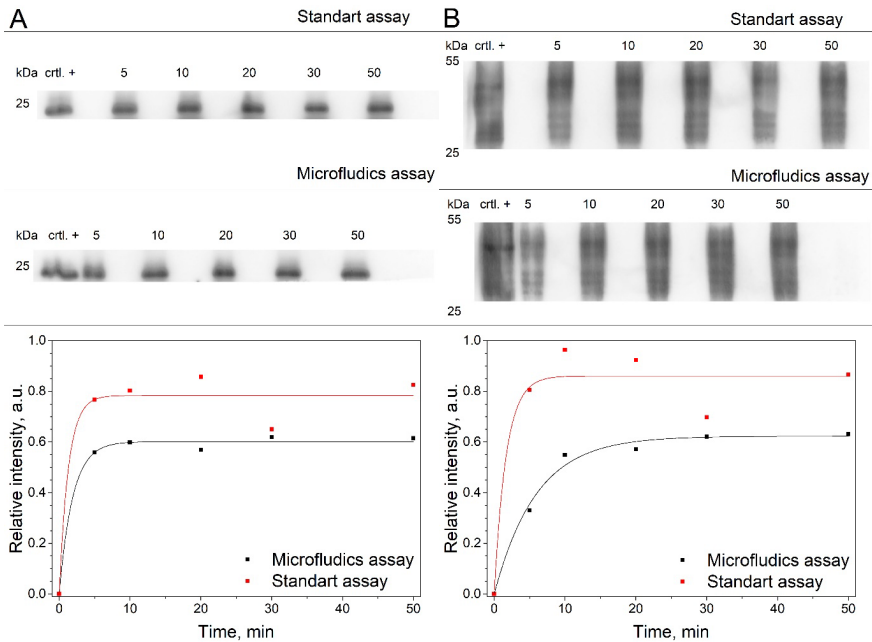 A
Standart assay
kDa crtl. + 5 10 20 30 50
25
Microfludics assay
kDa crtl. + 5 10 20 30 50
25
1.0
0.8
0.6
0.4
0.2
0.0
Relative intensity, a.u.
Microfludics assay
Standart assay
0 10 20 30 40 50
Time, min
B
Standart assay
kDa crtl. + 5 10 20 30 50
55
25
Microfludics assay
kDa crtl. + 5 10 20 30 50
55
25
1.0
0.8
0.6
0.4
0.2
0.0
Relative intensity, a.u.
Microfludics assay
Standart assay
0 10 20 30 40 50
Time, min